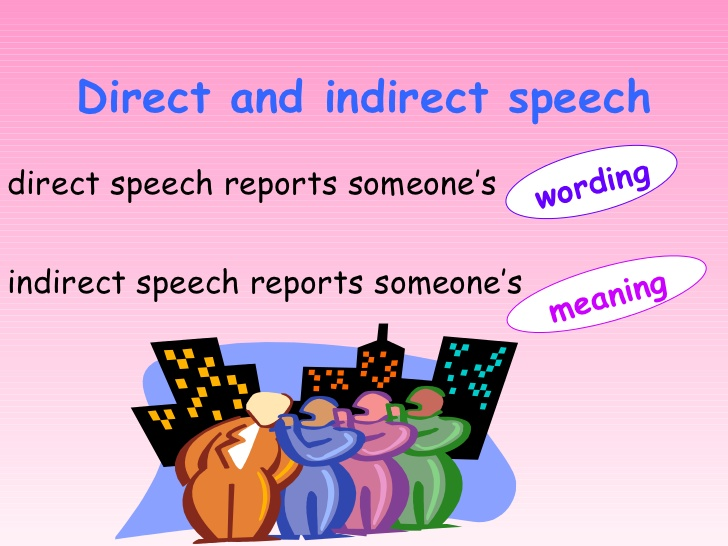 Direct and indirect speech
direct speech reports someone’s wording
indirect speech reports someone’s meaning